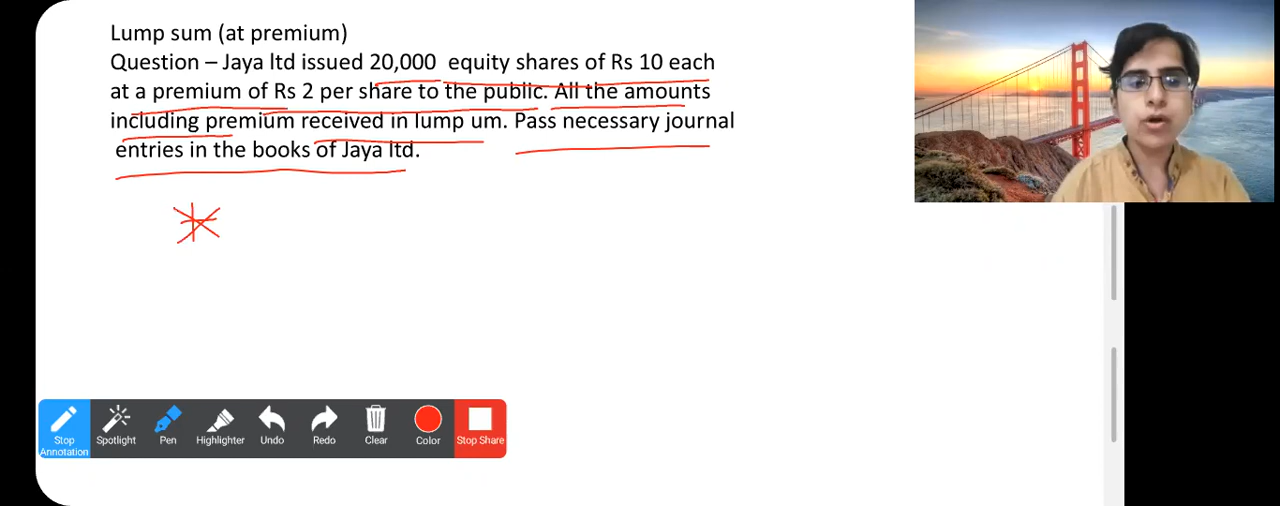 Lump sum (at premium)
Question – Jaya ltd issued 20,000 equity shares of Rs 10 each
at a premium of Rs 2 per share to the public. All the amounts
including premium received in lump um. Pass necessary journal
entries in the books of Jaya ltd.
Stop Annotation
Spotlight
Pen
Highlighter
Undo
Redo
Clear
Color
Stop Share